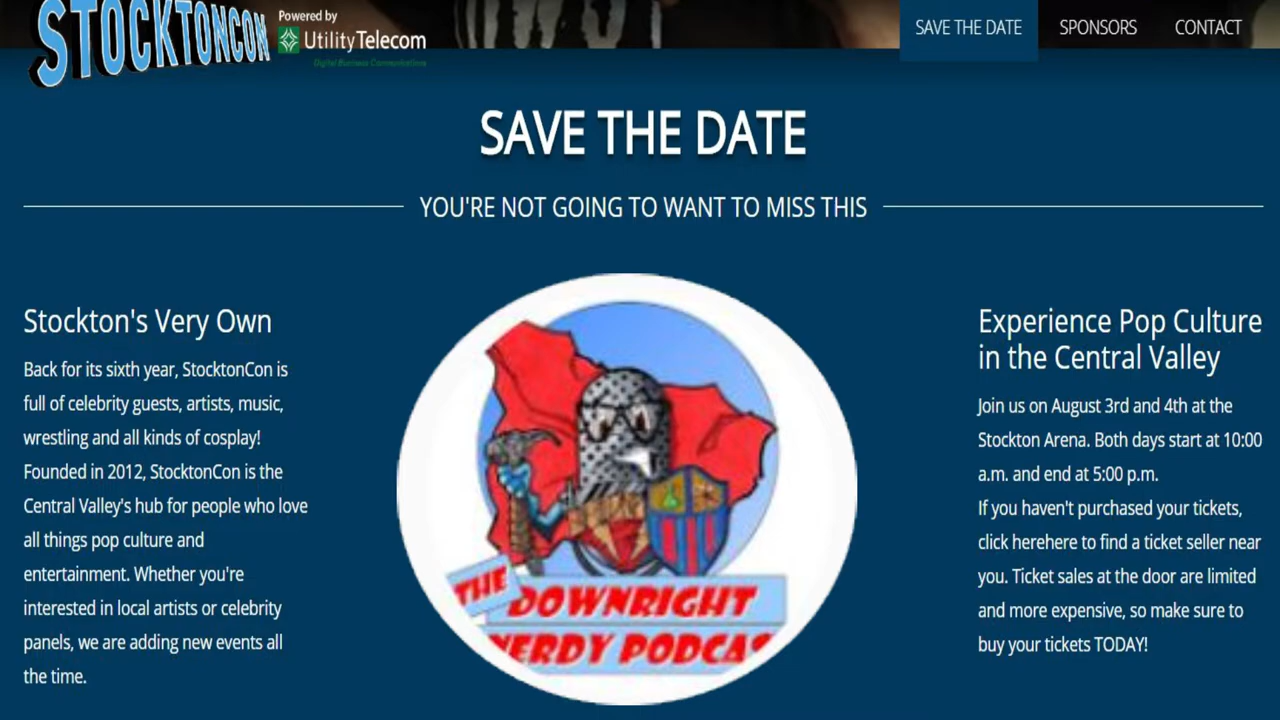 STOCKTONCON
Powered by
UtilityTelecom
Digital Business Communications
SAVE THE DATE
SPONSORS
CONTACT
SAVE THE DATE
YOU'RE NOT GOING TO WANT TO MISS THIS
Stockton's Very Own
Back for its sixth year, StocktonCon is
full of celebrity guests, artists, music,
wrestling and all kinds of cosplay!
Founded in 2012, StocktonCon is the
Central Valley's hub for people who love
all things pop culture and
entertainment. Whether you're
interested in local artists or celebrity
panels, we are adding new events all
the time.
THE
DOWNRIGHT
NERDY PODCAS
Experience Pop Culture
in the Central Valley
Join us on August 3rd and 4th at the
Stockton Arena. Both days start at 10:00
a.m. and end at 5:00 p.m.
If you haven't purchased your tickets,
click herehere to find a ticket seller near
you. Ticket sales at the door are limited
and more expensive, so make sure to
buy your tickets TODAY!